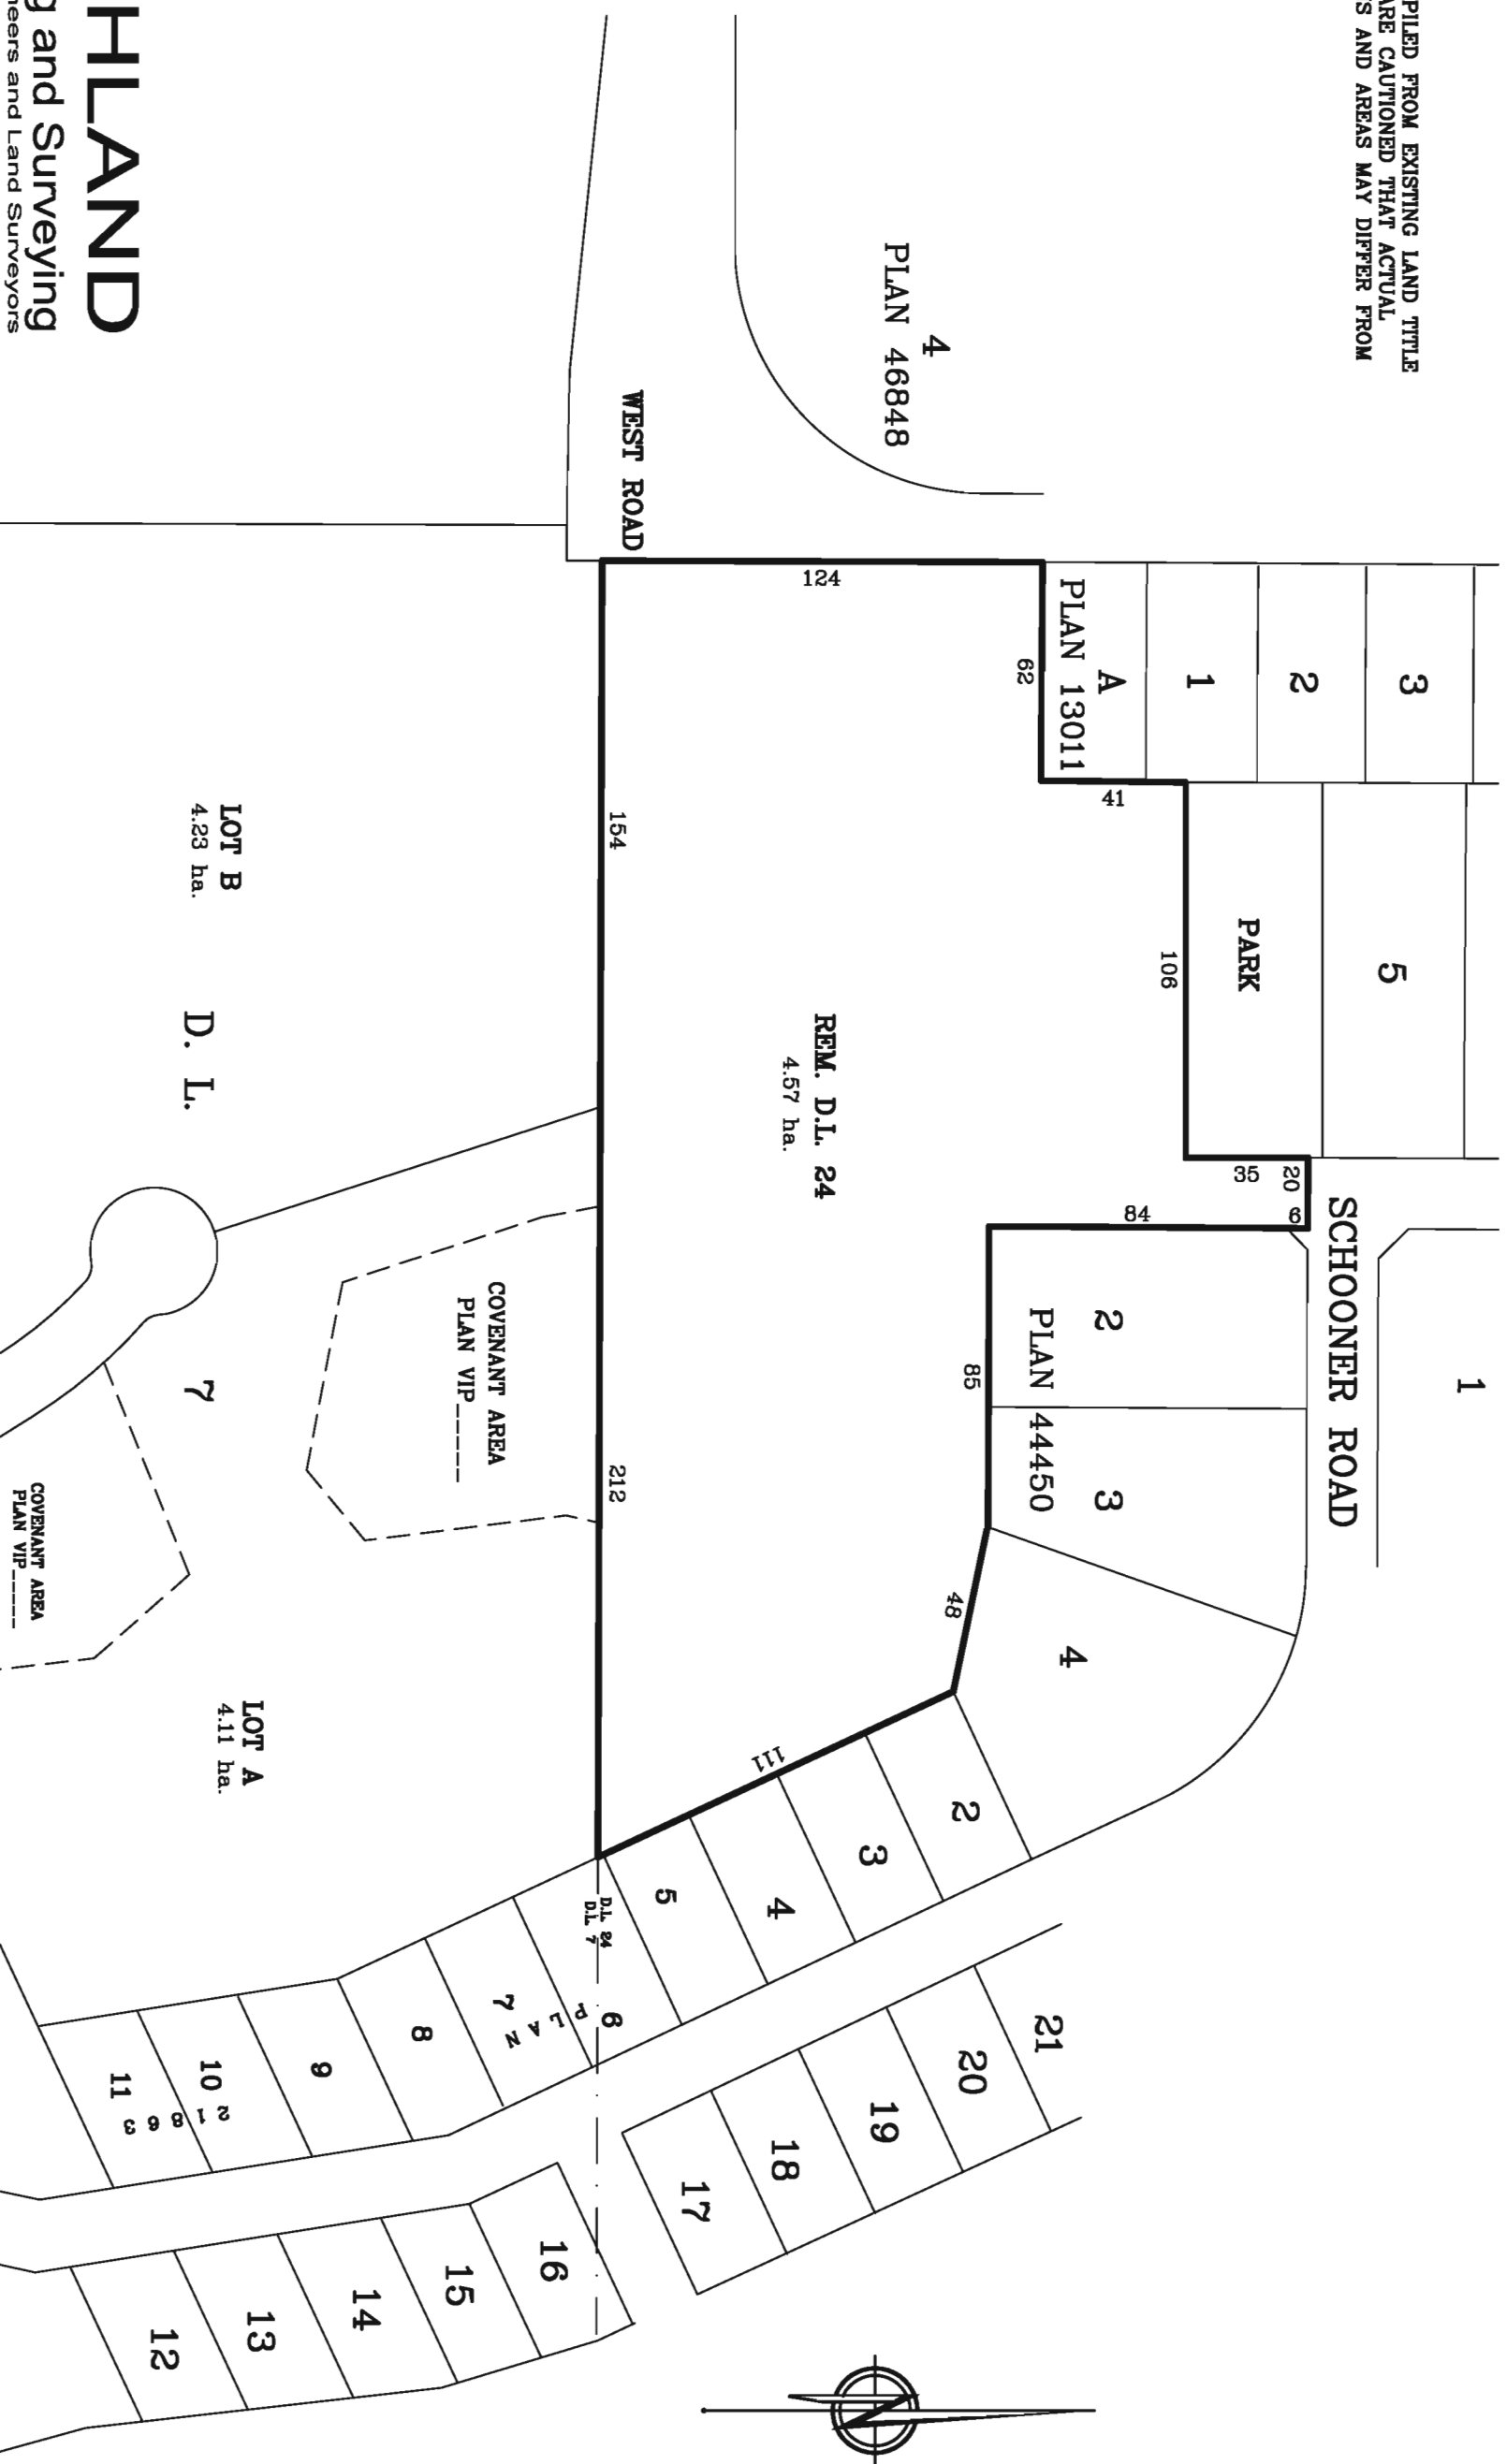 PILED FROM EXISTING LAND TITLE
ARE CAUTIONED THAT ACTUAL
S AND AREAS MAY DIFFER FROM
3
2
1
A
PLAN 13011
5
PARK
1
SCHOONER ROAD
4
PLAN 46848
WEST ROAD
124
62
41
106
35
20
6
84
85
48
111
154
212
REM. D.L. 24
4.57 ha.
2
3
PLAN 44450
4
2
3
4
5
6
7
8
9
10
11
PLAN
21863
D.L. 24
D.L. 7
21
20
19
18
17
16
15
14
13
12
COVENANT AREA
PLAN VIP______
LOT B
4.23 ha.
D. L.
7
LOT A
4.11 ha.
COVENANT AREA
PLAN VIP______
HLAND
g and Surveying
neers and Land Surveyors